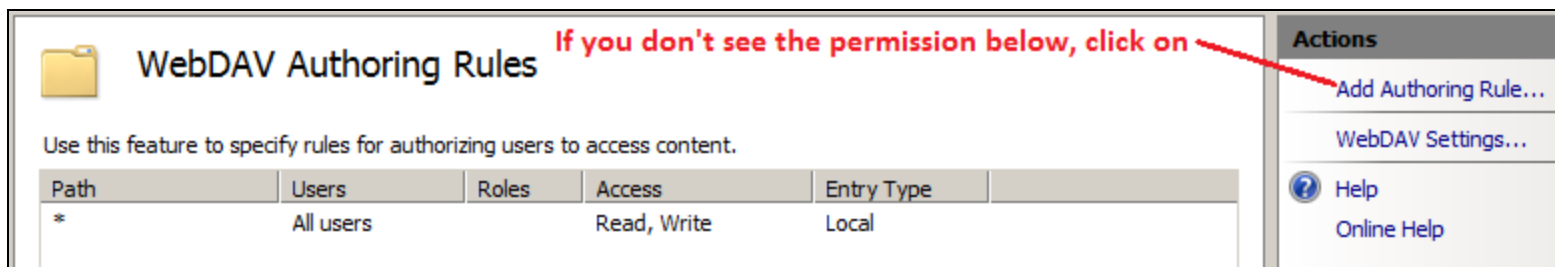 WebDAV Authoring Rules
If you don't see the permission below, click on
Use this feature to specify rules for authorizing users to access content.
Path Users Roles Access Entry Type
* All users Read, Write Local
Actions
Add Authoring Rule...
WebDAV Settings...
Help
Online Help